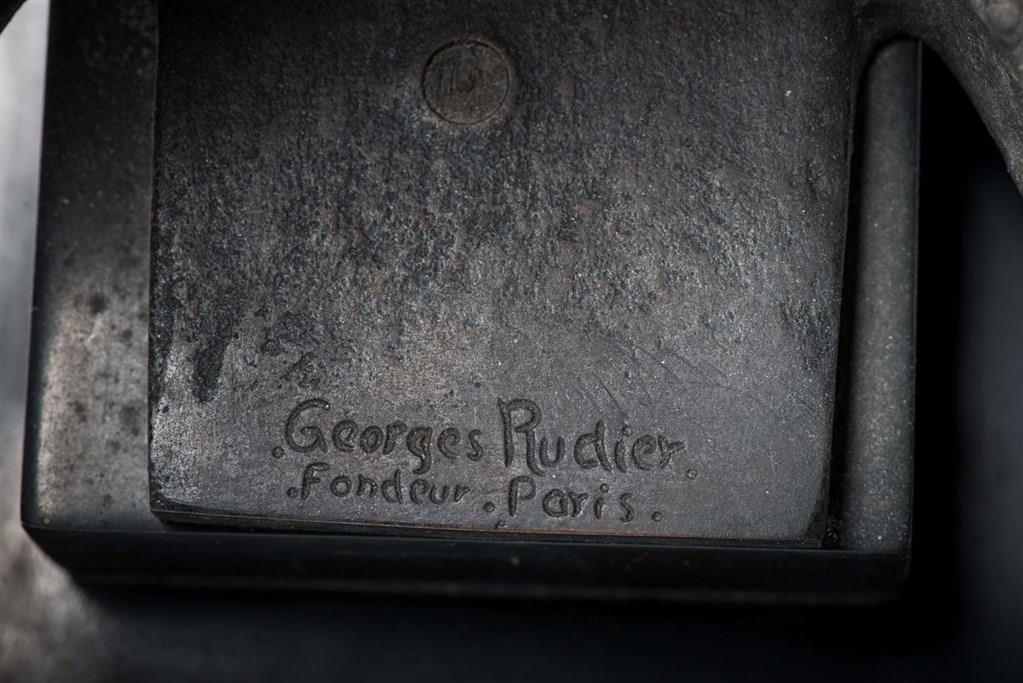 .Georges Rudier.
.Fondeur . Paris.